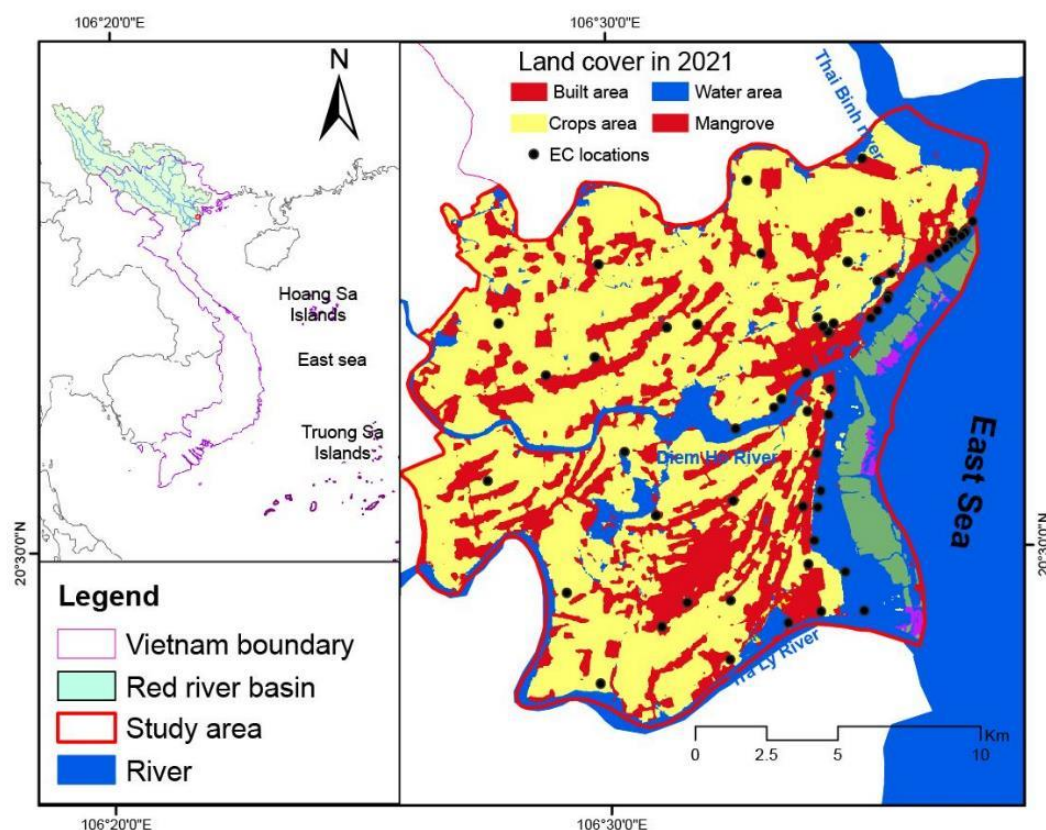 106°20'0"E
106°30'0"E
N
Hoang Sa
Islands
East sea
Truong Sa
Islands
20°30'0"N
Legend
Vietnam boundary
Red river basin
Study area
River
Land cover in 2021
Built area
Water area
Crops area
Mangrove
EC locations
Thai Binh river
Diem Ho River
Tra Ly River
East Sea
20°30'0"N
Km
0
2.5
5
10
106°20'0"E
106°30'0"E